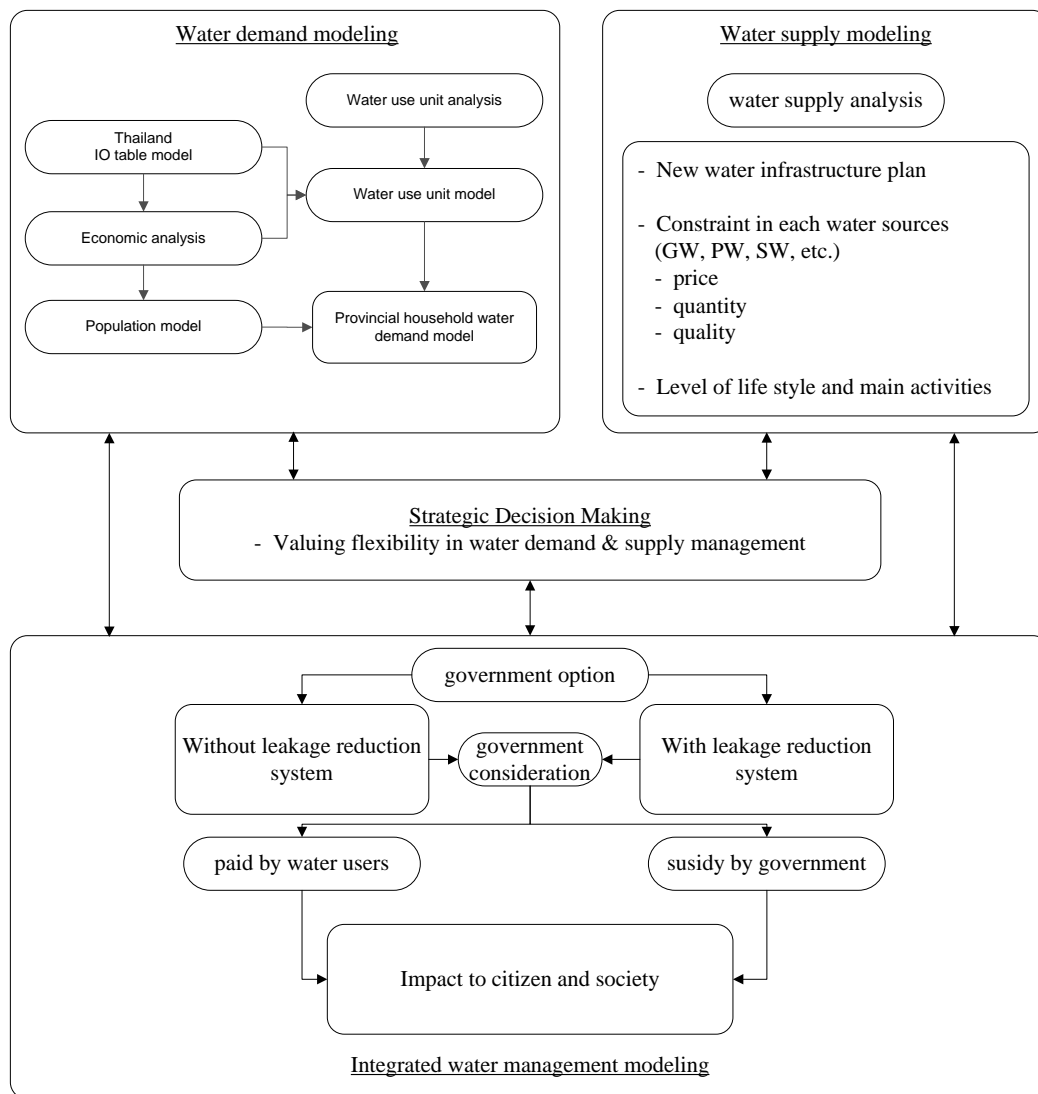 Water demand modeling
Water use unit analysis
Thailand
IO table model
Water use unit model
Economic analysis
Population model
Provincial household water
demand model
Water supply modeling
water supply analysis
- New water infrastructure plan
- Constraint in each water sources
(GW, PW, SW, etc.)
- price
- quantity
- quality
- Level of life style and main activities
Strategic Decision Making
- Valuing flexibility in water demand & supply management
government option
Without leakage reduction
system
government
consideration
With leakage reduction
system
paid by water users
susidy by government
Impact to citizen and society
Integrated water management modeling